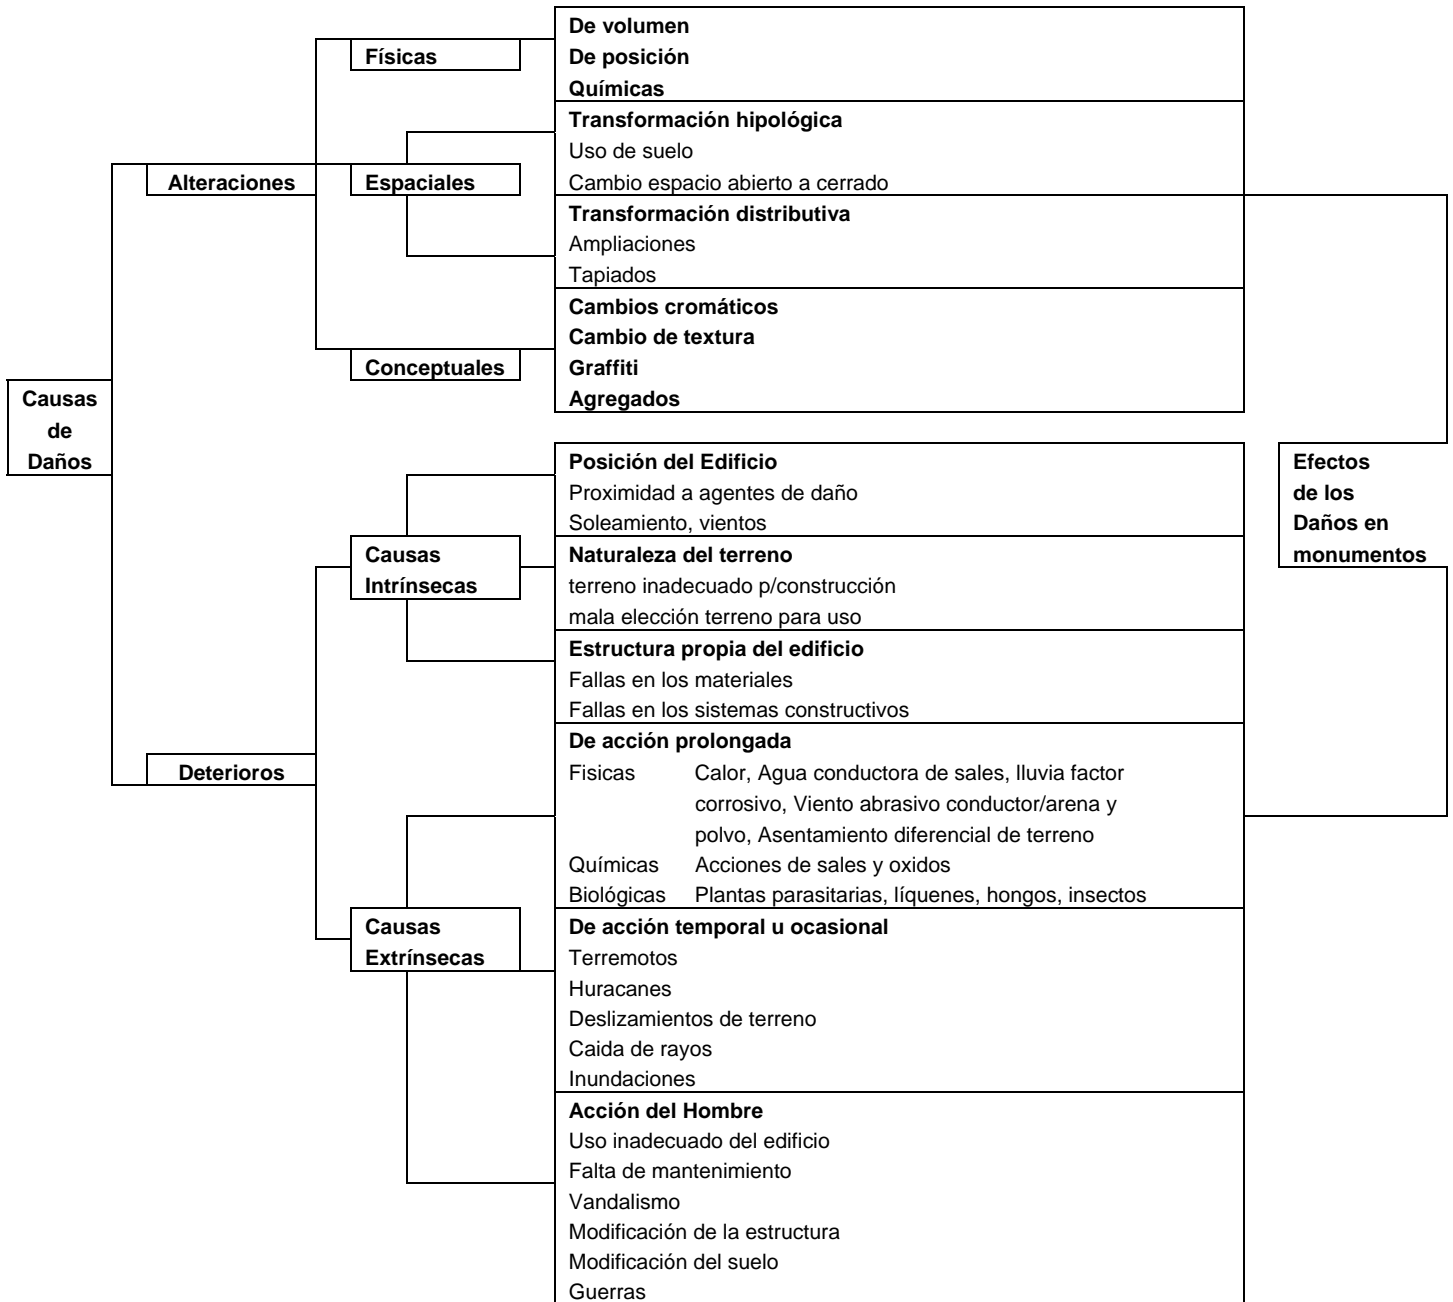 Causas
de
Daños
Alteraciones
Físicas
De volumen
De posición
Químicas
Espaciales
Transformación hipológica
Uso de suelo
Cambio espacio abierto a cerrado
Transformación distributiva
Ampliaciones
Tapiados
Conceptuales
Cambios cromáticos
Cambio de textura
Graffiti
Agregados
Deterioros
Causas
Intrínsecas
Posición del Edificio
Proximidad a agentes de daño
Soleamiento, vientos
Naturaleza del terreno
terreno inadecuado p/construcción
mala elección terreno para uso
Estructura propia del edificio
Fallas en los materiales
Fallas en los sistemas constructivos
Causas
Extrínsecas
De acción prolongada
Fisicas Calor, Agua conductora de sales, lluvia factor
corrosivo, Viento abrasivo conductor/arena y
polvo, Asentamiento diferencial de terreno
Químicas Acciones de sales y oxidos
Biológicas Plantas parasitarias, líquenes, hongos, insectos
De acción temporal u ocasional
Terremotos
Huracanes
Deslizamientos de terreno
Caida de rayos
Inundaciones
Acción del Hombre
Uso inadecuado del edificio
Falta de mantenimiento
Vandalismo
Modificación de la estructura
Modificación del suelo
Guerras
Efectos
de los
Daños en
monumentos